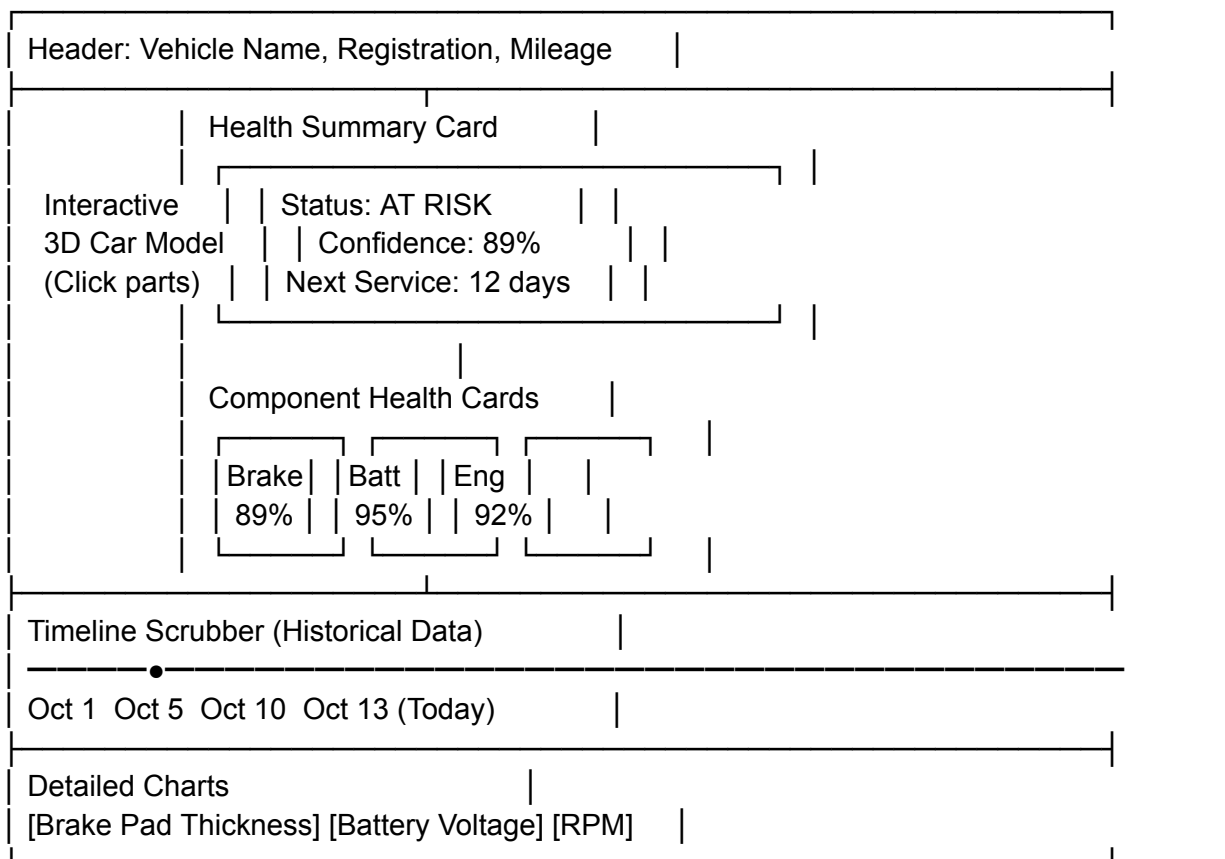 Header: Vehicle Name, Registration, Mileage
Health Summary Card
Interactive Status: AT RISK
3D Car Model Confidence: 89%
(Click parts) Next Service: 12 days
Component Health Cards
Brake Batt Eng
89% 95% 92%
Timeline Scrubber (Historical Data)
Oct 1 Oct 5 Oct 10 Oct 13 (Today)
Detailed Charts
[Brake Pad Thickness] [Battery Voltage] [RPM]